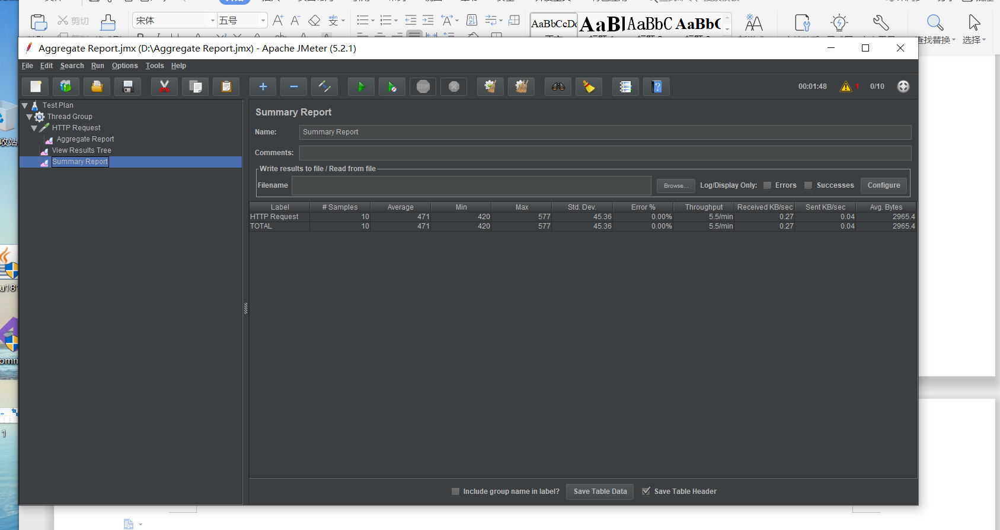 剪切
宋体
五号
AaBbCcDd
AaBl
AaBbC
AaBbC
查找替换
选择
Aggregate Report.jmx (D:\Aggregate Report.jmx) - Apache JMeter (5.2.1)
File Edit Search Run Options Tools Help
STOP
00:01:48
1
0/10
Test Plan
Thread Group
HTTP Request
Aggregate Report
View Results Tree
Summary Report
Summary Report
Name: Summary Report
Comments:
Write results to file / Read from file
Filename
Browse...
Log/Display Only:
Errors
Successes
Configure
Label # Samples Average Min Max Std. Dev. Error % Throughput Received KB/sec Sent KB/sec Avg. Bytes
HTTP Request 10 471 420 577 45.36 0.00% 5.5/min 0.27 0.04 2965.4
TOTAL 10 471 420 577 45.36 0.00% 5.5/min 0.27 0.04 2965.4
Include group name in label?
Save Table Data
Save Table Header
收站
u181
omm
1